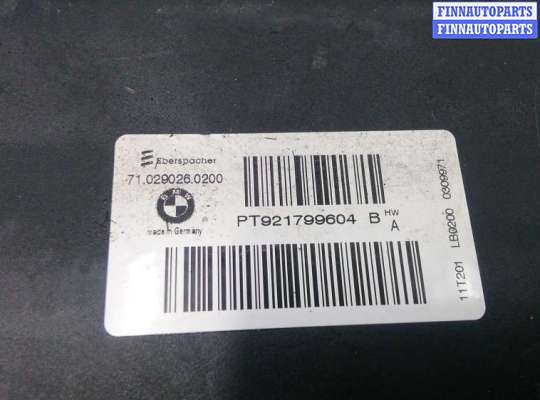 FINNAUTOPARTS
FINNAUTOPARTS
Eberspächer
71.029026.0200
BMW
made in Germany
PT921799604 B HW A
11T201 LB0200 0309971